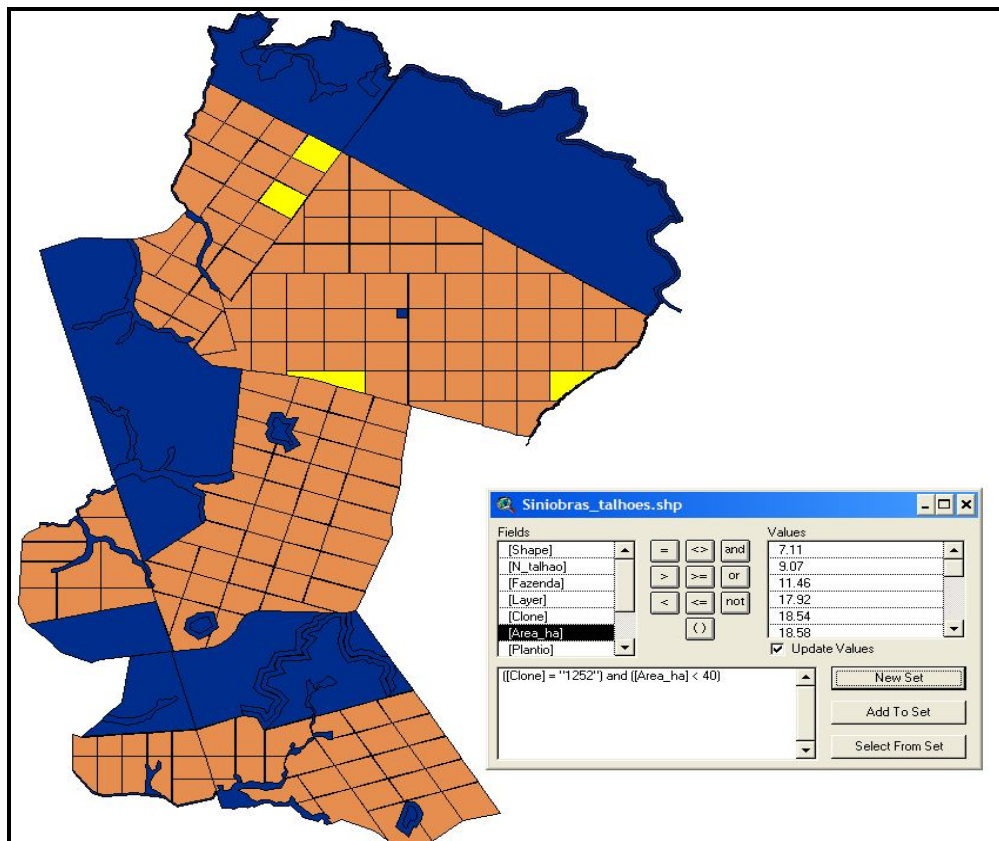 Siniobras_talhoes.shp
Fields
[Shape]
[N_talhao]
[Fazenda]
[Layer]
[Clone]
[Area_ha]
[Plantio]
= <> and
> >= or
< <= not
( )
Values
7.11
9.07
11.46
17.92
18.54
18.58
Update Values
([Clone] = "1252") and ([Area_ha] < 40)
New Set
Add To Set
Select From Set